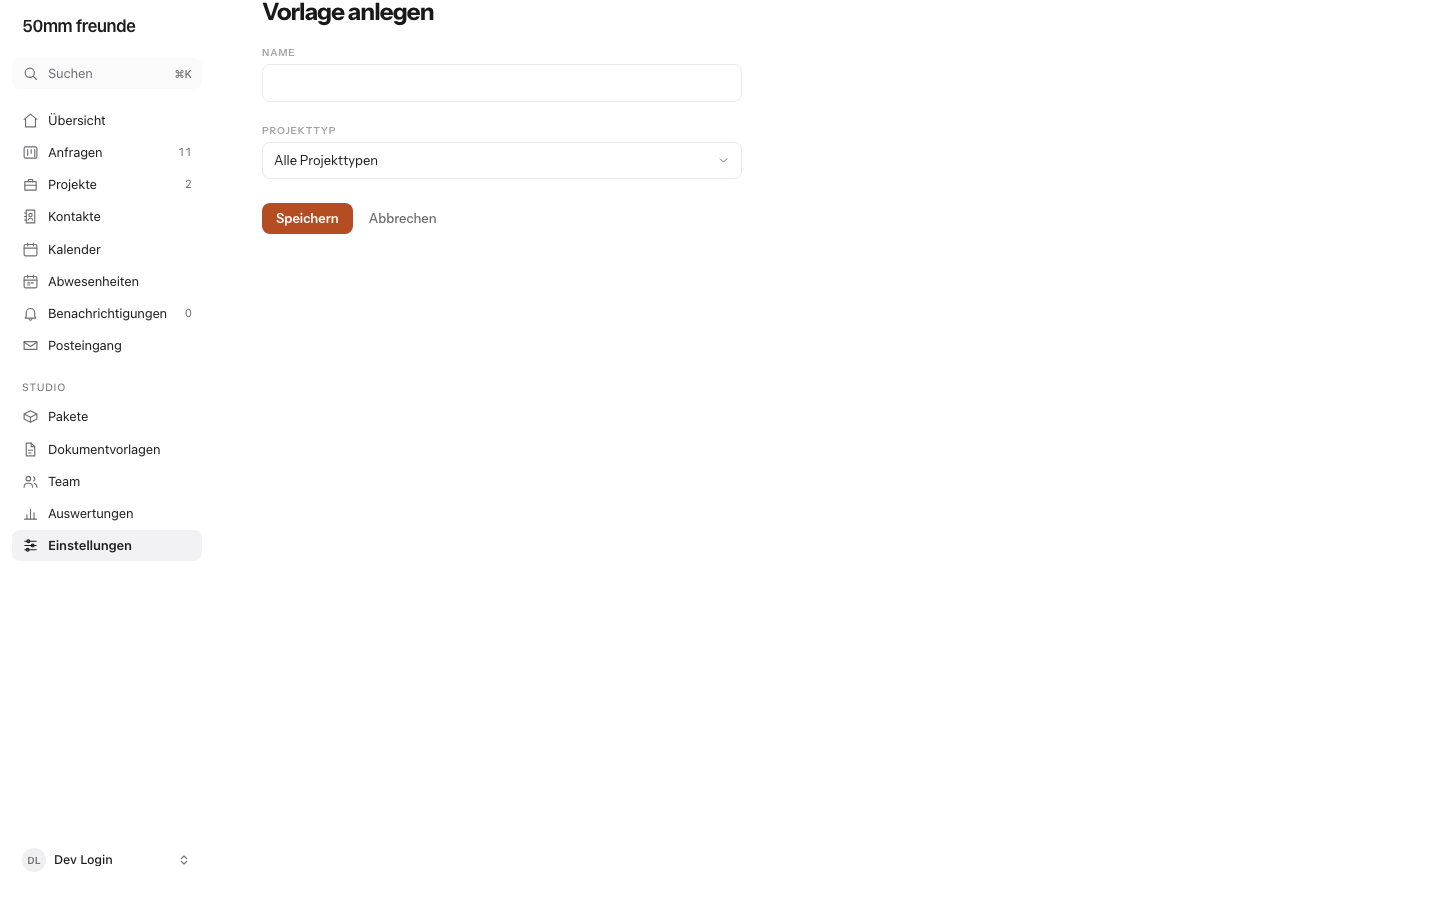 50mm freunde
Suchen ⌘K
Übersicht
Anfragen 11
Projekte 2
Kontakte
Kalender
Abwesenheiten
Benachrichtigungen 0
Posteingang
STUDIO
Pakete
Dokumentvorlagen
Team
Auswertungen
Einstellungen
DL Dev Login
Vorlage anlegen
NAME
PROJEKTTYP
Alle Projekttypen
Speichern Abbrechen